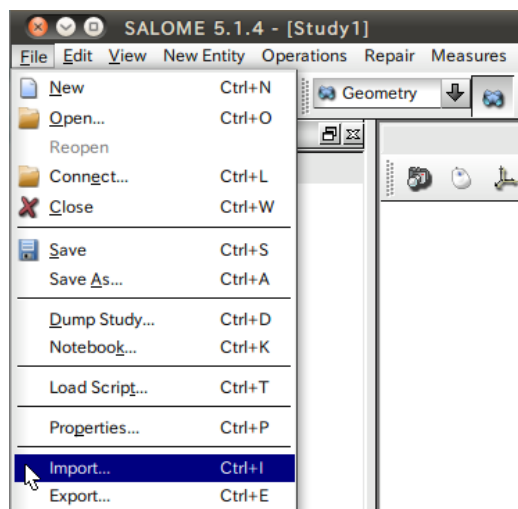 SALOME 5.1.4 - [Study1]
File Edit View New Entity Operations Repair Measures
New Ctrl+N
Geometry
Open... Ctrl+O
Reopen
Connect... Ctrl+L
Close Ctrl+W
Save Ctrl+S
Save As... Ctrl+A
Dump Study... Ctrl+D
Notebook... Ctrl+K
Load Script... Ctrl+T
Properties... Ctrl+P
Import... Ctrl+I
Export... Ctrl+E